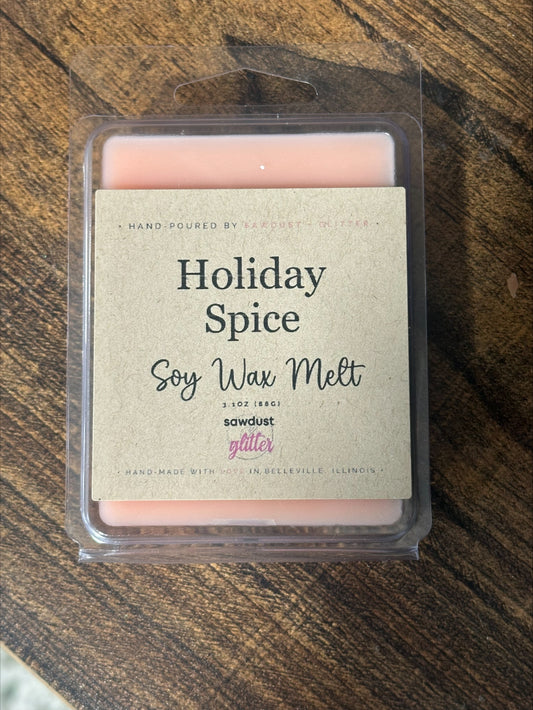 • HAND-POURED BY SAWDUST + GLITTER •
Holiday
Spice
Soy Wax Melt
3.1OZ (88G)
sawdust
glitter
• HAND-MADE WITH LOVE IN BELLEVILLE, ILLINOIS •